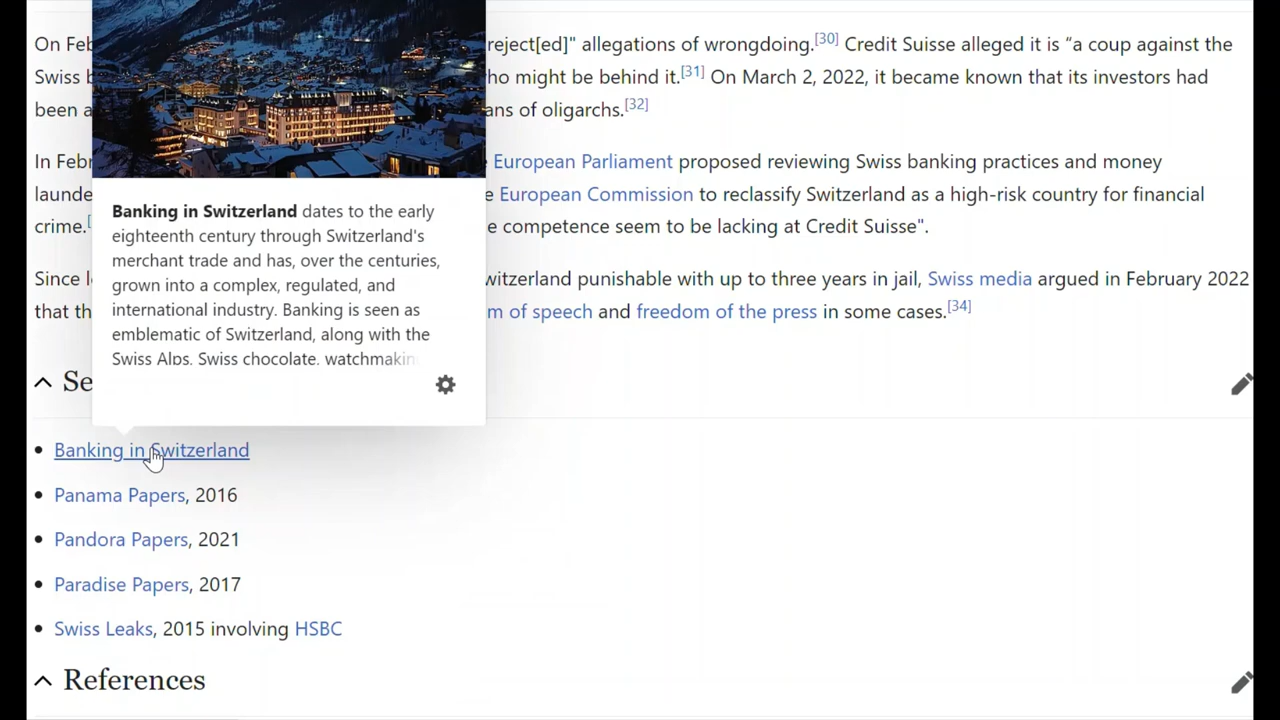 On Feb
reject[ed]" allegations of wrongdoing.[30] Credit Suisse alleged it is “a coup against the
Swiss
ho might be behind it.[31] On March 2, 2022, it became known that its investors had
been a
ans of oligarchs.[32]
In Febr
European Parliament proposed reviewing Swiss banking practices and money
launde
e European Commission to reclassify Switzerland as a high-risk country for financial
crime.
e competence seem to be lacking at Credit Suisse".
Since
witzerland punishable with up to three years in jail, Swiss media argued in February 2022
that th
m of speech and freedom of the press in some cases.[34]
Banking in Switzerland dates to the early
eighteenth century through Switzerland's
merchant trade and has, over the centuries,
grown into a complex, regulated, and
international industry. Banking is seen as
emblematic of Switzerland, along with the
Swiss Alps, Swiss chocolate, watchmakin
Se
• Banking in Switzerland
• Panama Papers, 2016
• Pandora Papers, 2021
• Paradise Papers, 2017
• Swiss Leaks, 2015 involving HSBC
References